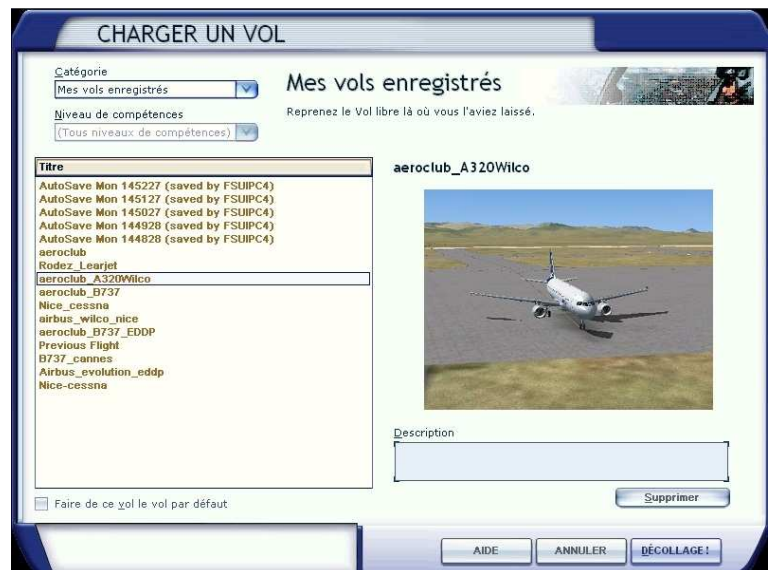 CHARGER UN VOL
Catégorie
Mes vols enregistrés
Niveau de compétences
(Tous niveaux de compétences)
Mes vols enregistrés
Reprenez le Vol libre là où vous l'aviez laissé.
Titre
AutoSave Mon 145227 (saved by FSUIPC4)
AutoSave Mon 145127 (saved by FSUIPC4)
AutoSave Mon 145027 (saved by FSUIPC4)
AutoSave Mon 144928 (saved by FSUIPC4)
AutoSave Mon 144828 (saved by FSUIPC4)
aeroclub
Rodez_Learjet
aeroclub_A320Wilco
aeroclub_B737
Nice_cessna
airbus_wilco_nice
aeroclub_B737_EDDP
Previous Flight
B737_cannes
Airbus_evolution_eddp
Nice-cessna
Faire de ce vol le vol par défaut
aeroclub_A320Wilco
Description
Supprimer
AIDE
ANNULER
DÉCOLLAGE !